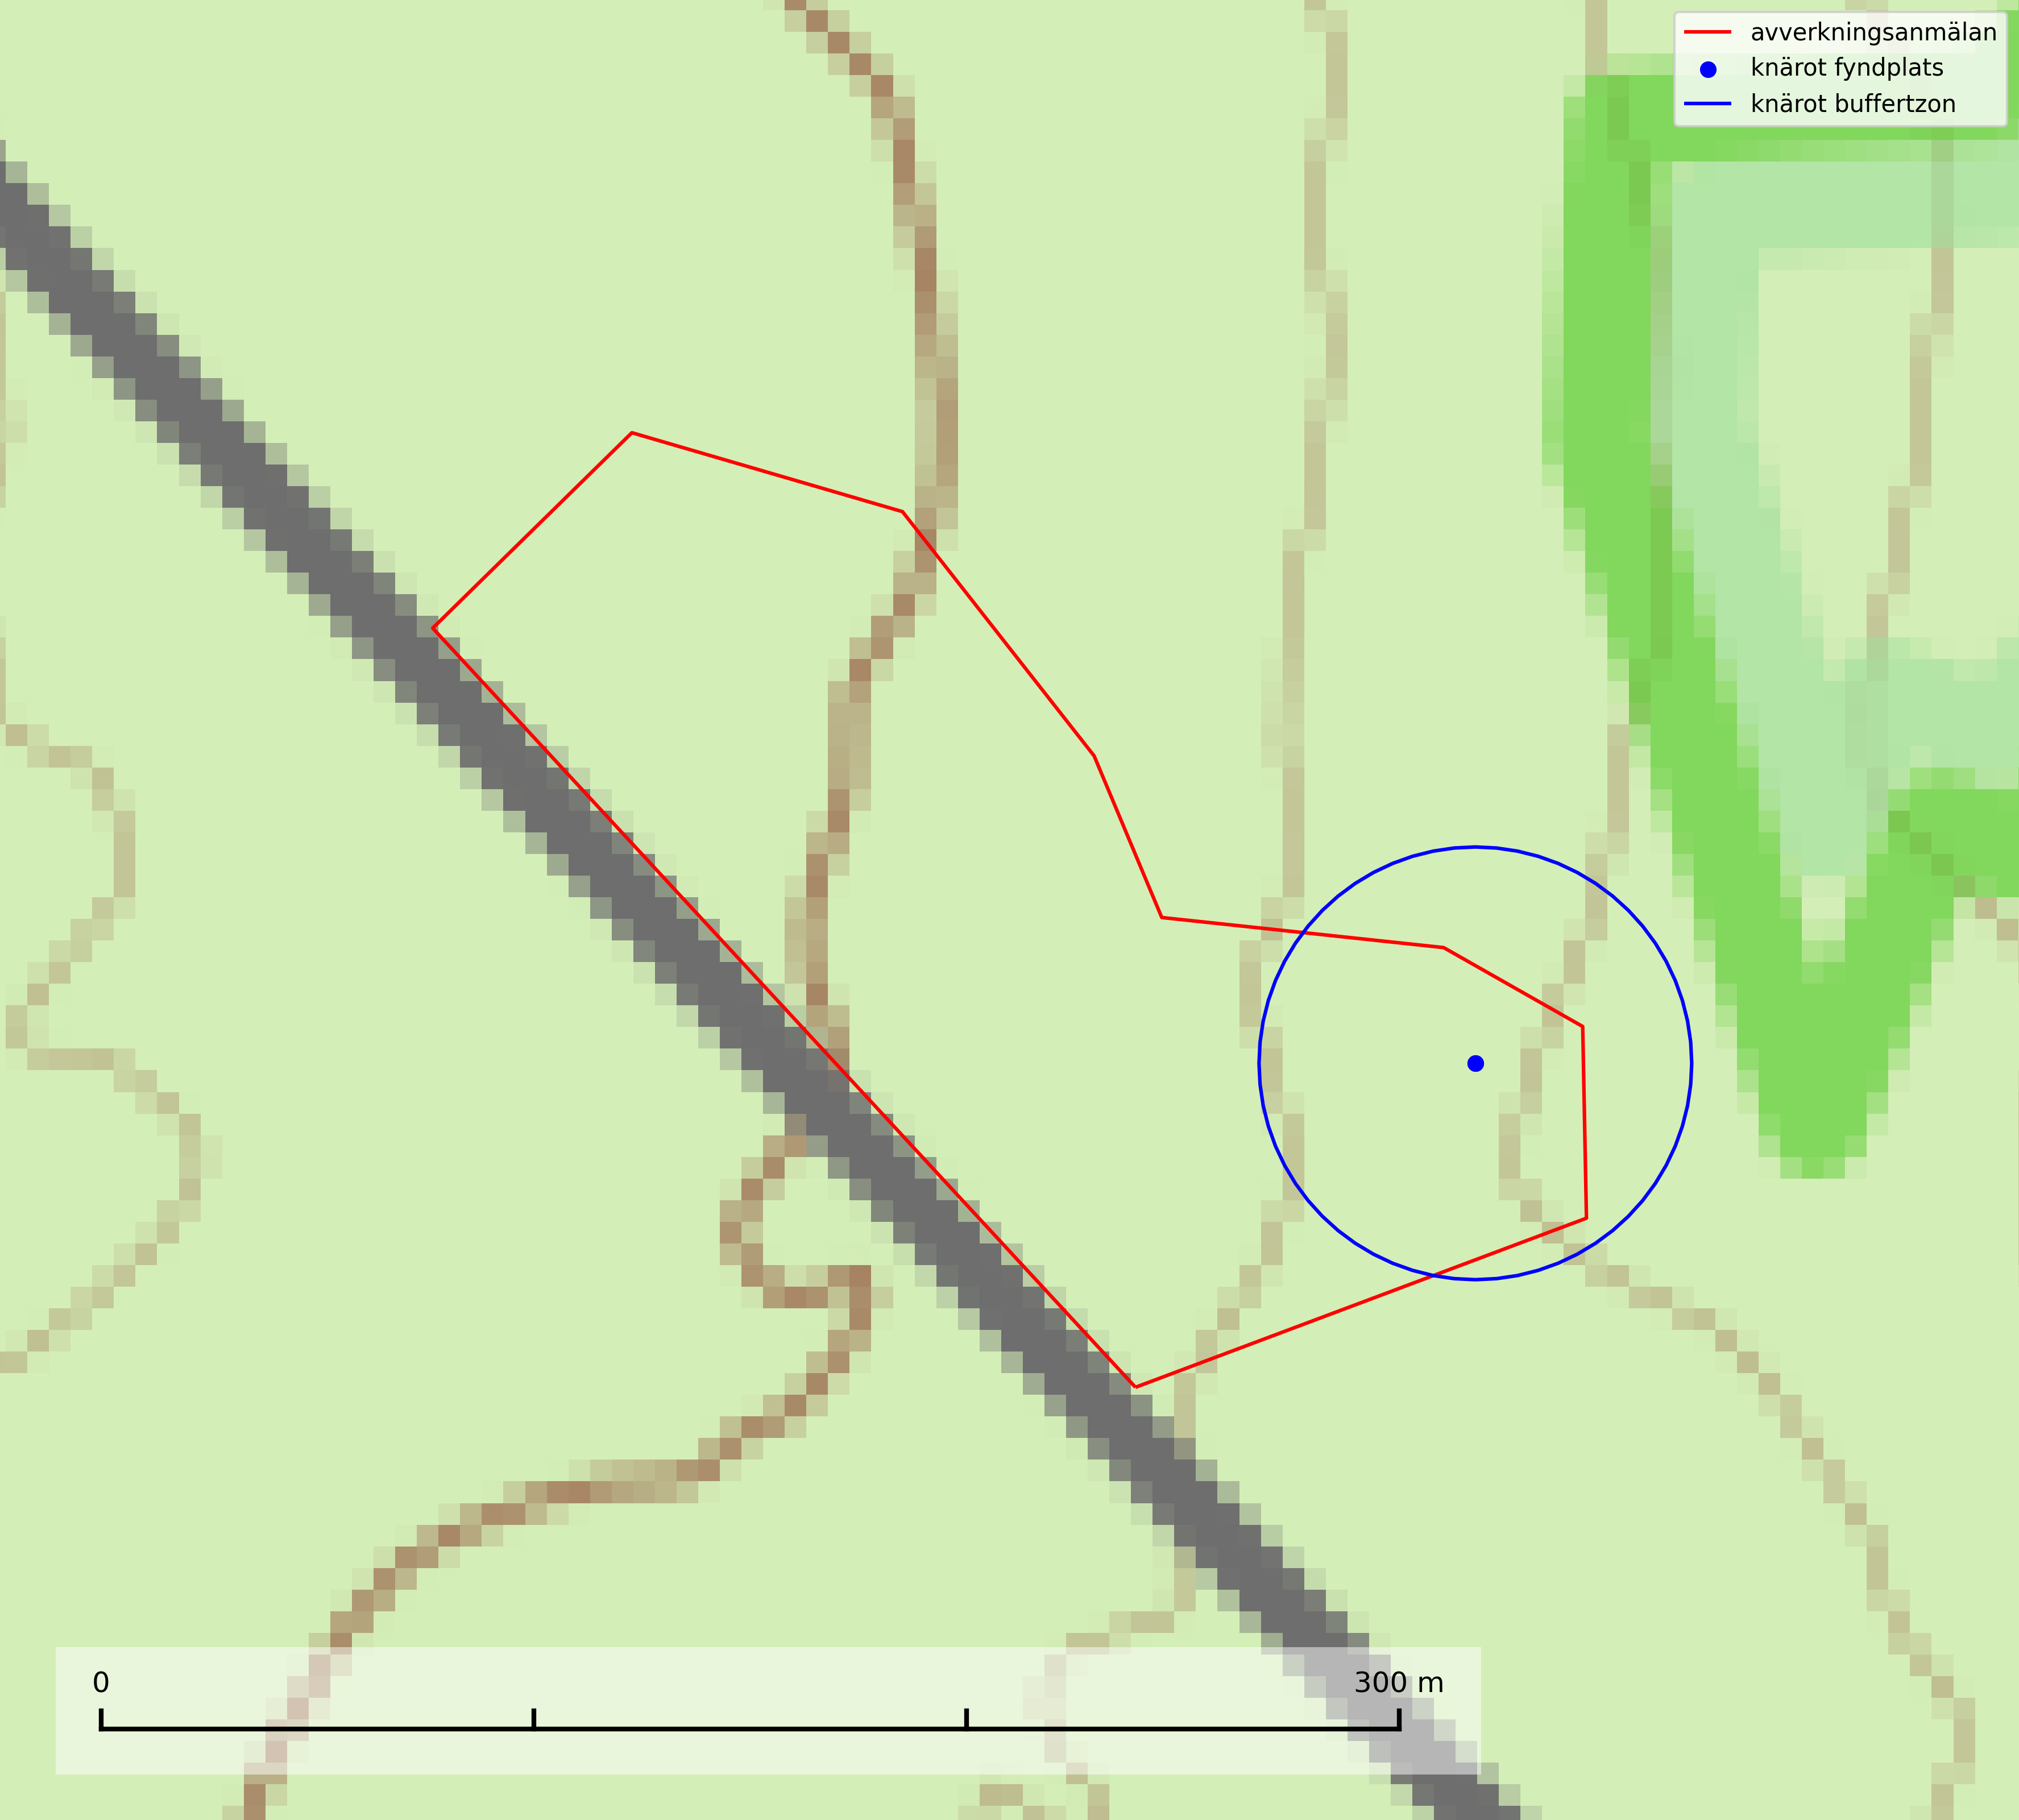 avverkningsanmälan
knärot fyndplats
knärot buffertzon
0 300 m